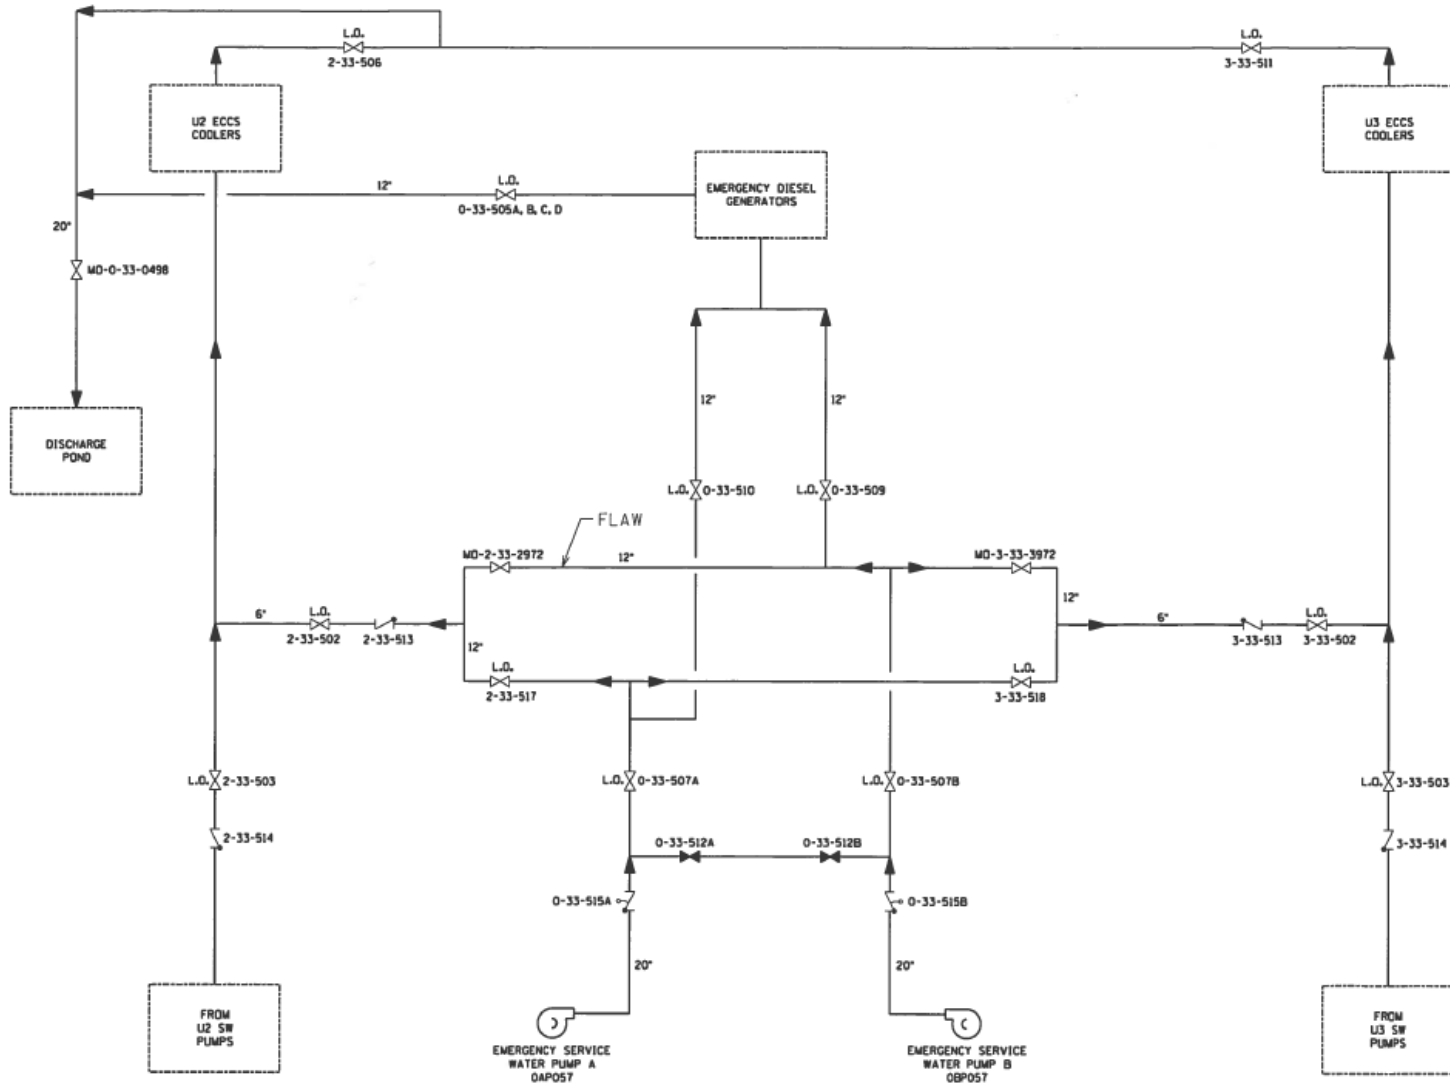 L.O.
2-33-506
L.O.
3-33-511
U2 ECCS
COOLERS
U3 ECCS
COOLERS
12"
L.O.
0-33-505A, B, C, D
EMERGENCY DIESEL
GENERATORS
20"
MO-0-33-0498
DISCHARGE
POND
12"
12"
L.O. 0-33-510
L.O. 0-33-509
FLAW
MO-2-33-2972
12"
MO-3-33-3972
6"
L.O.
2-33-502
2-33-513
12"
12"
6"
3-33-513
L.O.
3-33-502
L.O.
2-33-517
L.O.
3-33-518
L.O. 2-33-503
L.O. 0-33-507A
L.O. 0-33-507B
L.O. 3-33-503
2-33-514
0-33-512A
0-33-512B
3-33-514
0-33-515A
0-33-515B
20"
20"
FROM
U2 SW
PUMPS
EMERGENCY SERVICE
WATER PUMP A
0AP057
EMERGENCY SERVICE
WATER PUMP B
0BP057
FROM
U3 SW
PUMPS